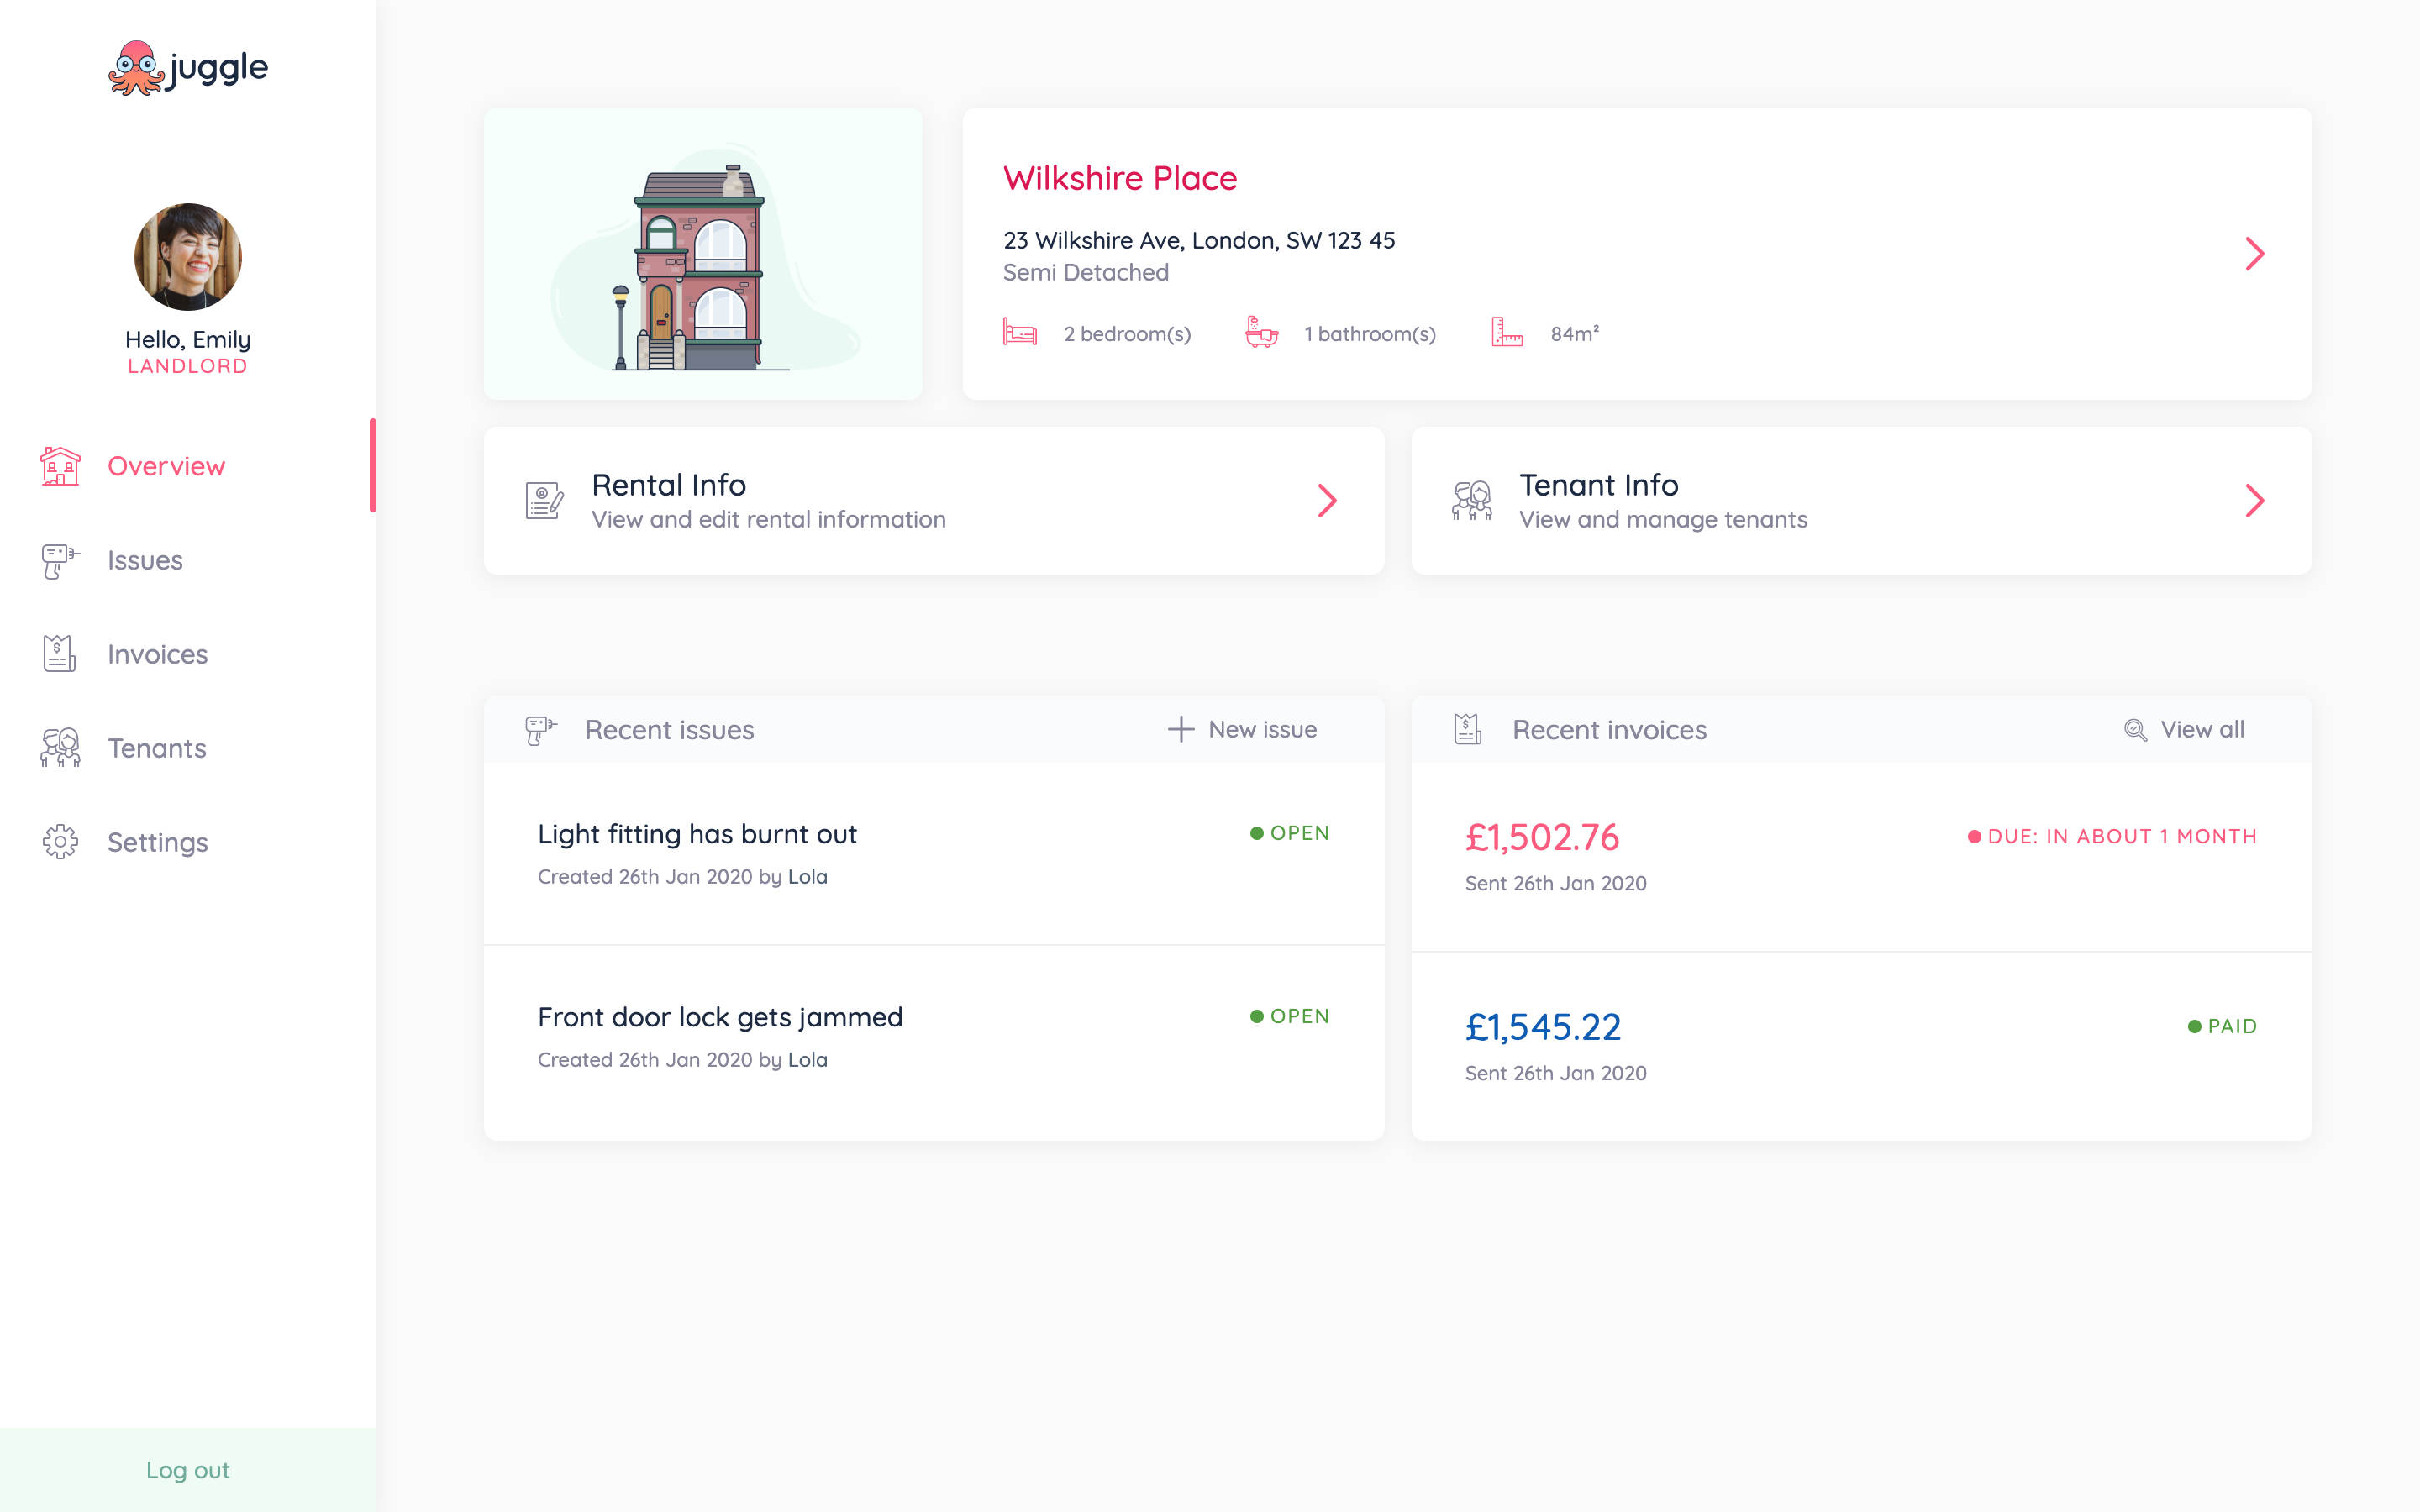 juggle
Hello, Emily
LANDLORD
Overview
Issues
Invoices
Tenants
Settings
Log out
Wilkshire Place
23 Wilkshire Ave, London, SW 123 45
Semi Detached
2 bedroom(s) 1 bathroom(s) 84m²
Rental Info
View and edit rental information
Tenant Info
View and manage tenants
Recent issues New issue
Light fitting has burnt out OPEN
Created 26th Jan 2020 by Lola
Front door lock gets jammed OPEN
Created 26th Jan 2020 by Lola
Recent invoices View all
£1,502.76 DUE: IN ABOUT 1 MONTH
Sent 26th Jan 2020
£1,545.22 PAID
Sent 26th Jan 2020